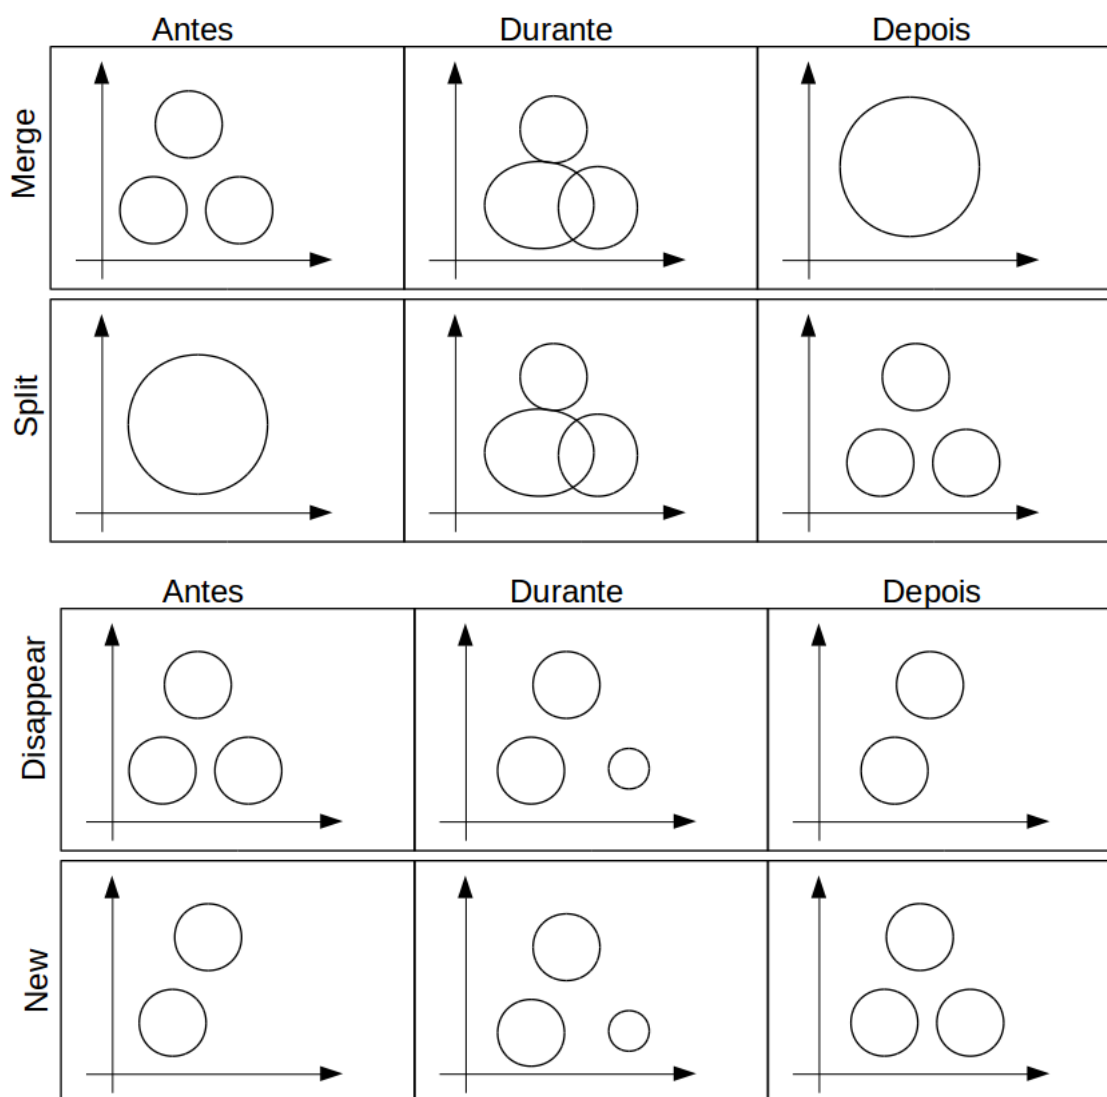 Antes Durante Depois
Merge
Split
Antes Durante Depois
Disappear
New